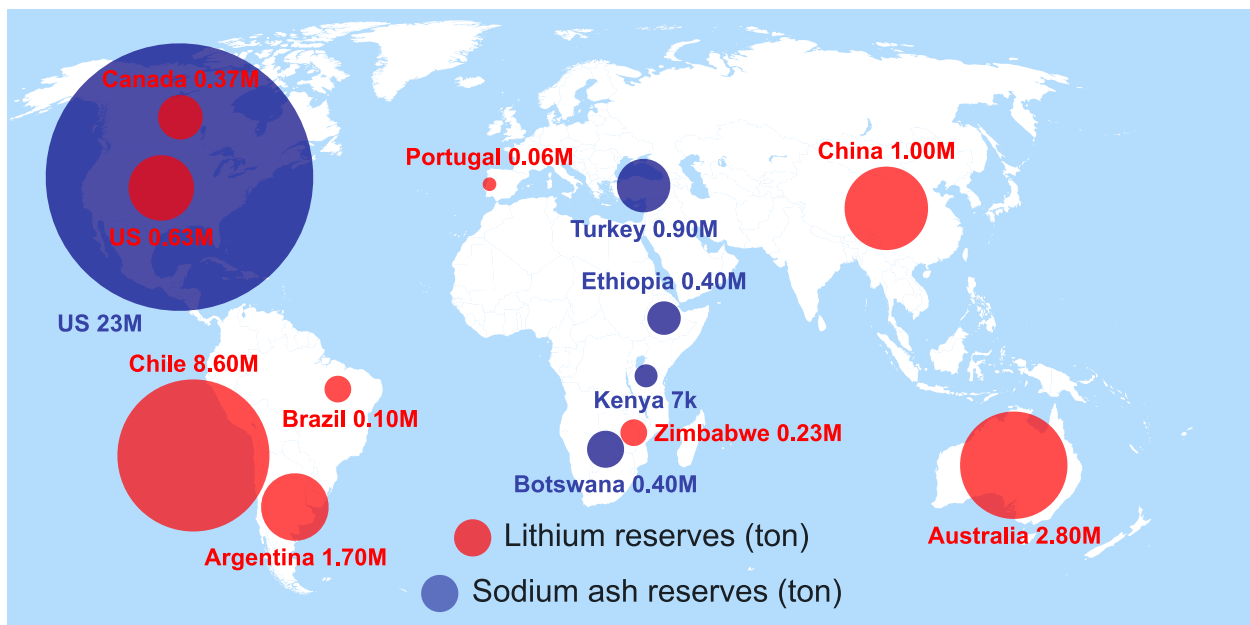 Canada 0.37M
US 0.63M
US 23M
Portugal 0.06M
China 1.00M
Turkey 0.90M
Ethiopia 0.40M
Chile 8.60M
Brazil 0.10M
Kenya 7k
Zimbabwe 0.23M
Botswana 0.40M
Argentina 1.70M
Australia 2.80M
Lithium reserves (ton)
Sodium ash reserves (ton)